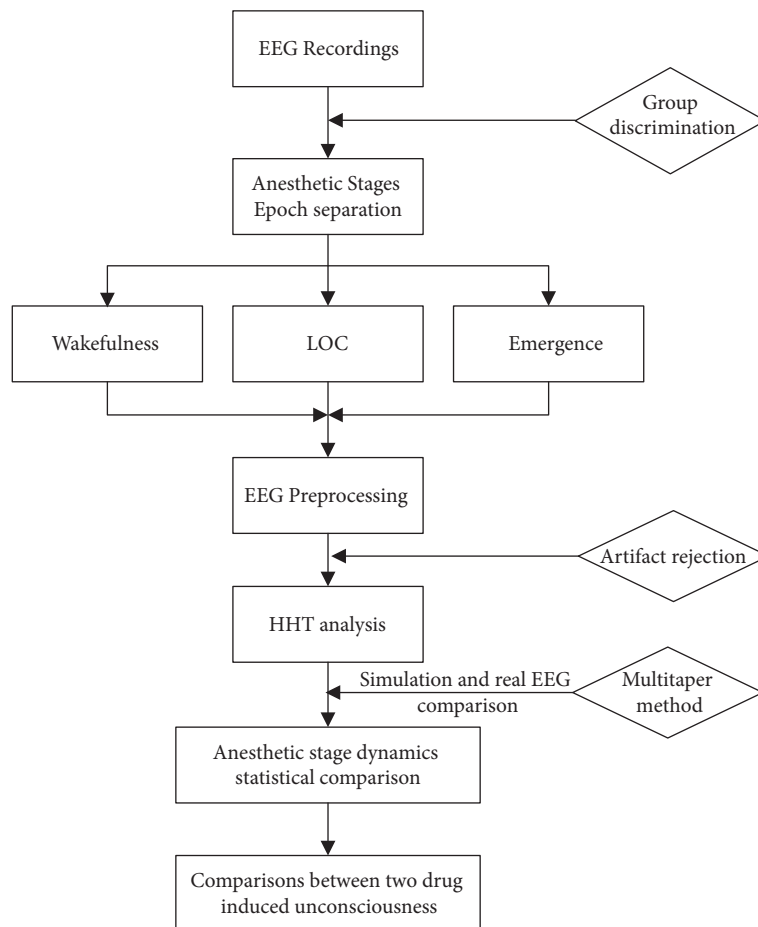 EEG Recordings
Group
discrimination
Anesthetic Stages
Epoch separation
Wakefulness
LOC
Emergence
EEG Preprocessing
Artifact rejection
HHT analysis
Simulation and real EEG
comparison
Multitaper
method
Anesthetic stage dynamics
statistical comparison
Comparisons between two drug
induced unconsciousness